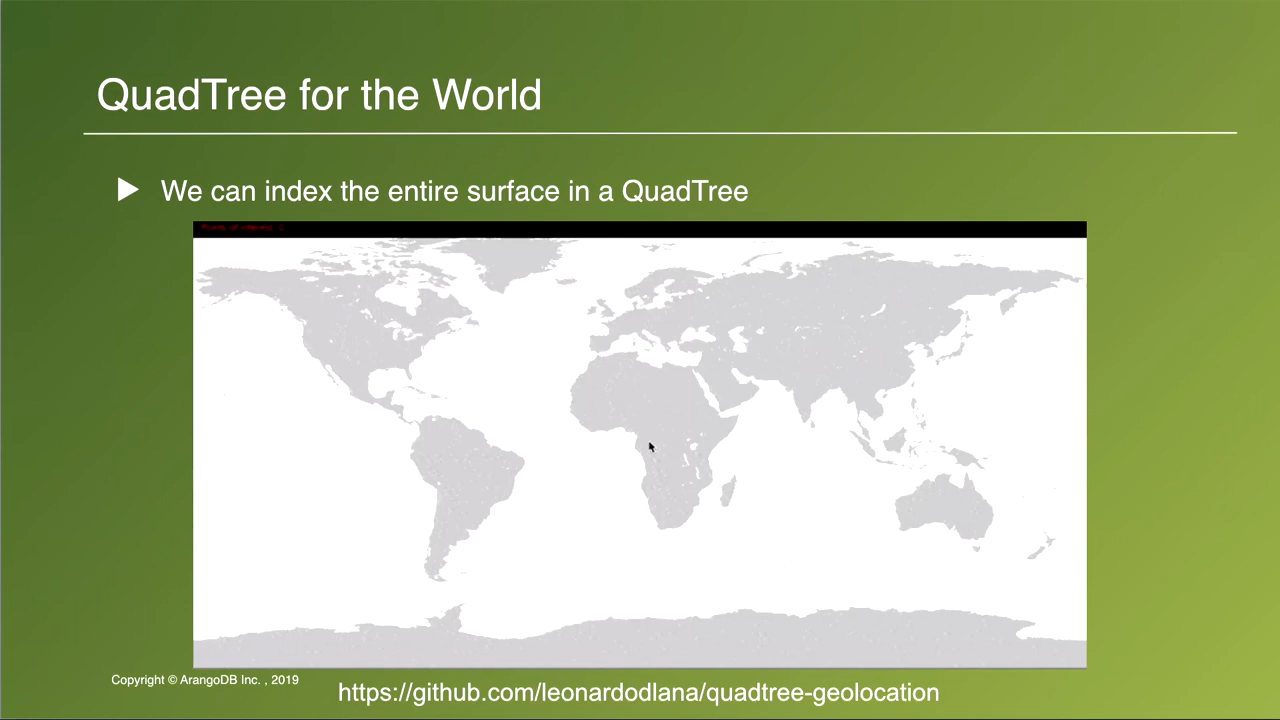 QuadTree for the World
We can index the entire surface in a QuadTree
Copyright © ArangoDB Inc. , 2019
https://github.com/leonardodlana/quadtree-geolocation